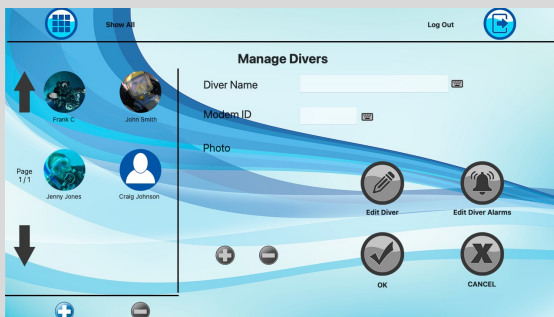 Show All
Log Out
Manage Divers
Diver Name
Modem ID
Photo
Frank C
John Smith
Page
1 / 1
Jenny Jones
Craig Johnson
Edit Diver
Edit Diver Alarms
OK
CANCEL